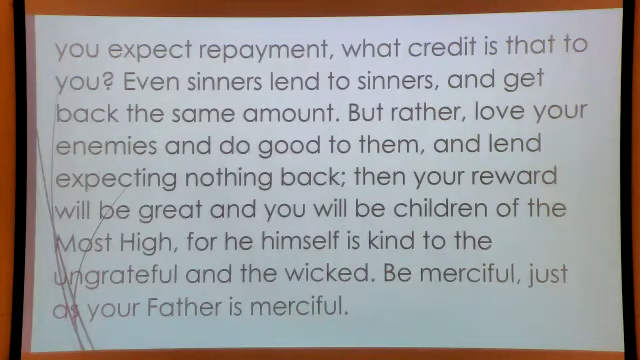 you expect repayment, what credit is that to
you? Even sinners lend to sinners, and get
back the same amount. But rather, love your
enemies and do good to them, and lend
expecting nothing back; then your reward
will be great and you will be children of the
Most High, for he himself is kind to the
ungrateful and the wicked. Be merciful, just
as your Father is merciful.